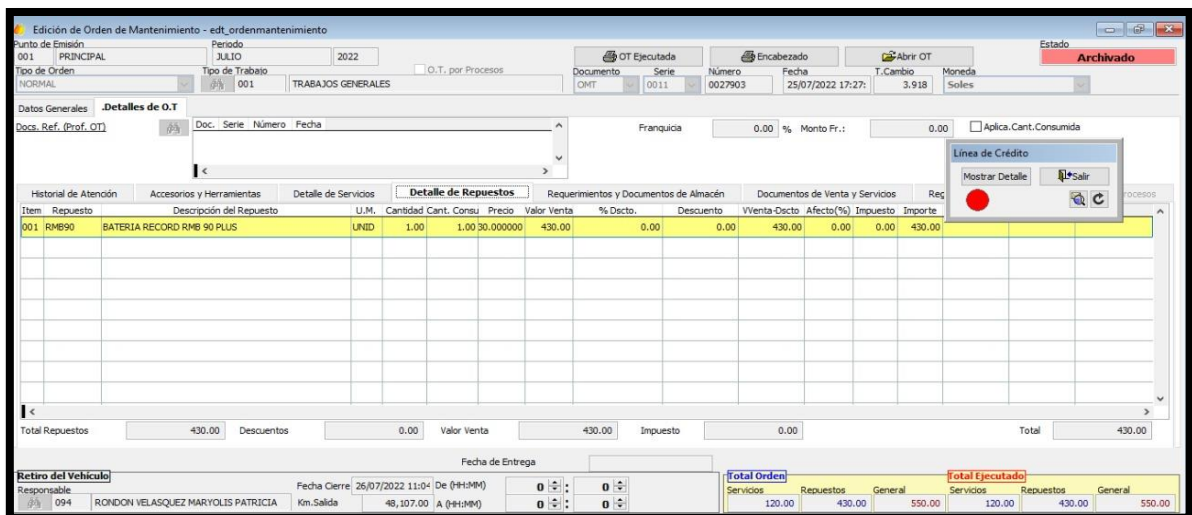 Edición de Orden de Mantenimiento - edt_ordenmantenimiento
Punto de Emisión Periodo Estado
001 PRINCIPAL JULIO 2022 OT Ejecutada Encabezado Abrir OT Archivado
Tipo de Orden Tipo de Trabajo O.T. por Procesos Documento Serie Número Fecha T.Cambio Moneda
NORMAL 001 TRABAJOS GENERALES OMT 0011 0027903 25/07/2022 17:27: 3.918 Soles
Datos Generales .Detalles de O.T
Docs. Ref. (Prof. OT) Doc. Serie Número Fecha Franquicia 0.00 % Monto Fr.: 0.00 Aplica.Cant.Consumida
Línea de Crédito
Mostrar Detalle Salir
Historial de Atención Accesorios y Herramientas Detalle de Servicios Detalle de Repuestos Requerimientos y Documentos de Almacén Documentos de Venta y Servicios Reg rocesos
Item Repuesto Descripción del Repuesto U.M. Cantidad Cant. Consu Precio Valor Venta % Dscto. Descuento VVenta-Dscto Afecto(%) Impuesto Importe
001 RMB90 BATERIA RECORD RMB 90 PLUS UNID 1.00 1.00 30.000000 430.00 0.00 0.00 430.00 0.00 0.00 430.00
Total Repuestos 430.00 Descuentos 0.00 Valor Venta 430.00 Impuesto 0.00 Total 430.00
Fecha de Entrega
Retiro del Vehículo Total Orden Total Ejecutado
Responsable Fecha Cierre 26/07/2022 11:04 De (HH:MM) 0 : 0 Servicios Repuestos General Servicios Repuestos General
094 RONDON VELASQUEZ MARYOLIS PATRICIA Km.Salida 48,107.00 A (HH:MM) 0 : 0 120.00 430.00 550.00 120.00 430.00 550.00